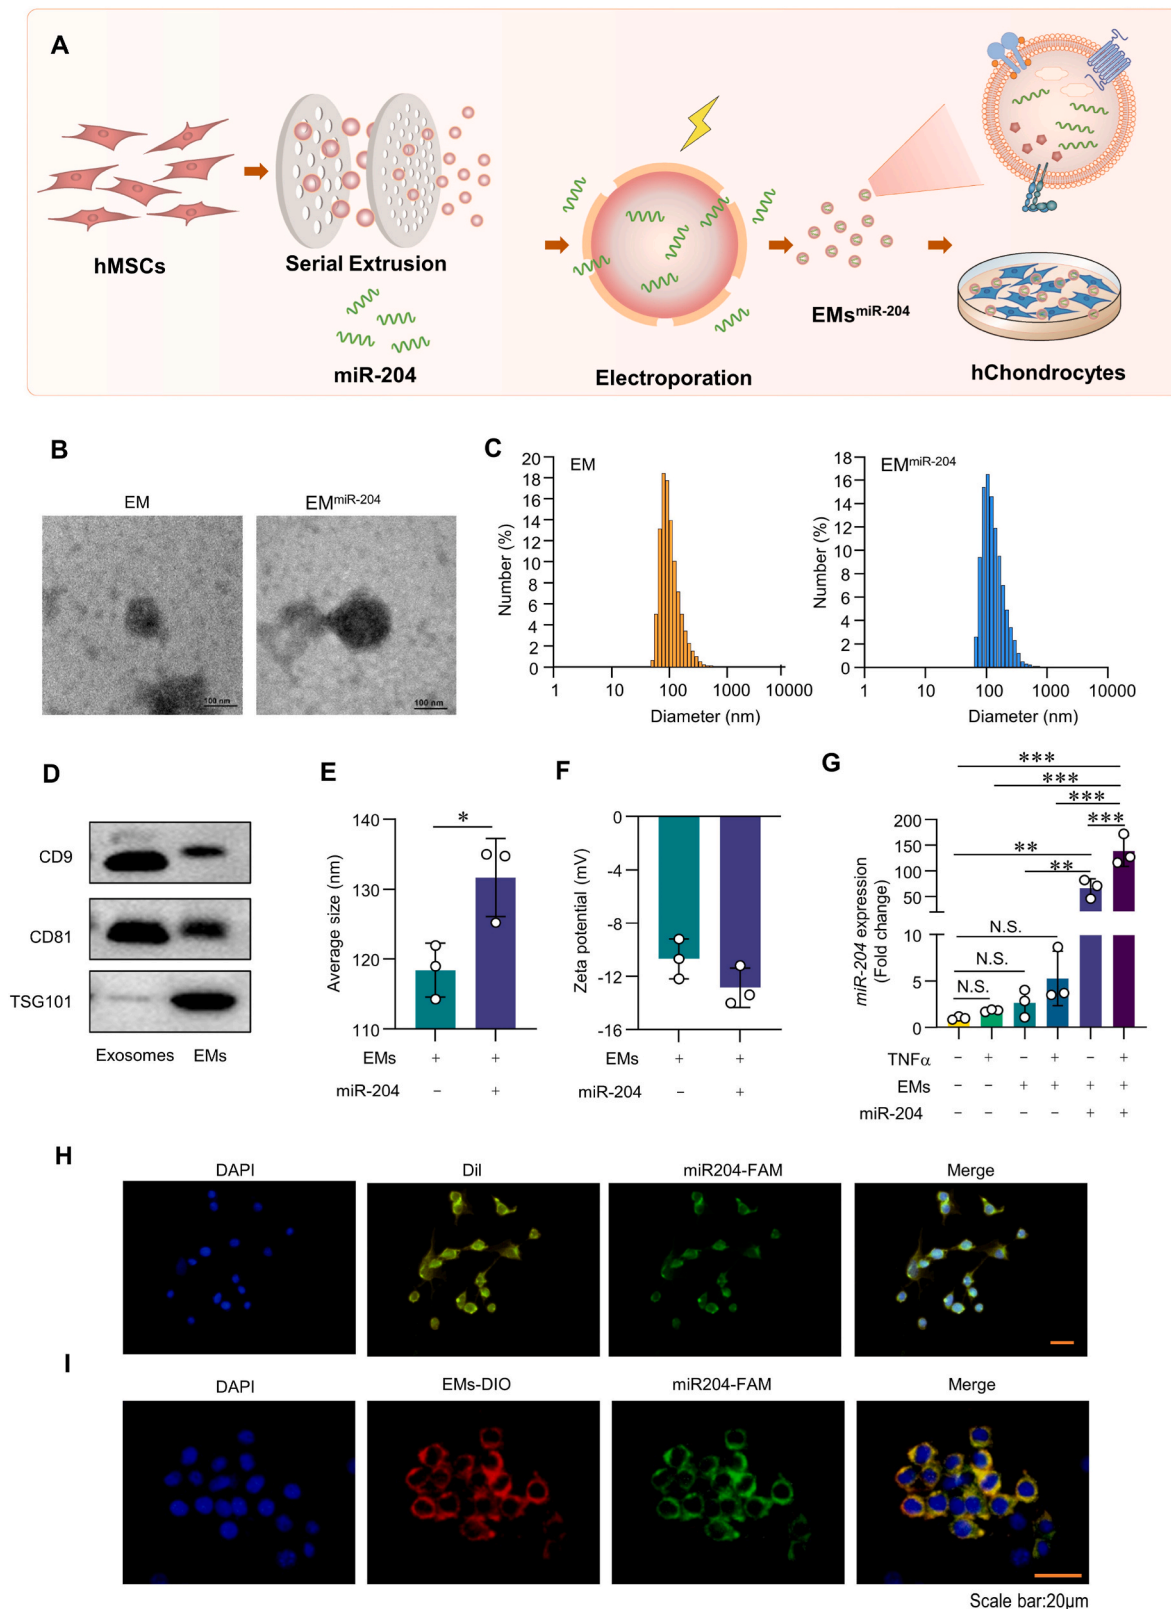 A
hMSCs
Serial Extrusion
miR-204
Electroporation
EMs^miR-204
hChondrocytes
B
EM
EM^miR-204
100 nm
100 nm
C
EM
Number (%)
20
18
16
14
12
10
8
6
4
2
0
1 10 100 1000 10000
Diameter (nm)
EM^miR-204
Number (%)
18
16
14
12
10
8
6
4
2
0
1 10 100 1000 10000
Diameter (nm)
D
CD9
CD81
TSG101
Exosomes EMs
E
Average size (nm)
140
130
120
110
*
EMs + +
miR-204 − +
F
Zeta potential (mV)
0
-4
-8
-12
-16
EMs + +
miR-204 − +
G
miR-204 expression
(Fold change)
200
150
100
50
10
5
0
***
***
***
***
**
**
N.S.
N.S.
N.S.
TNFα − + − + − +
EMs − − + + + +
miR-204 − − − − + +
H
DAPI Dil miR204-FAM Merge
I
DAPI EMs-DIO miR204-FAM Merge
Scale bar:20μm